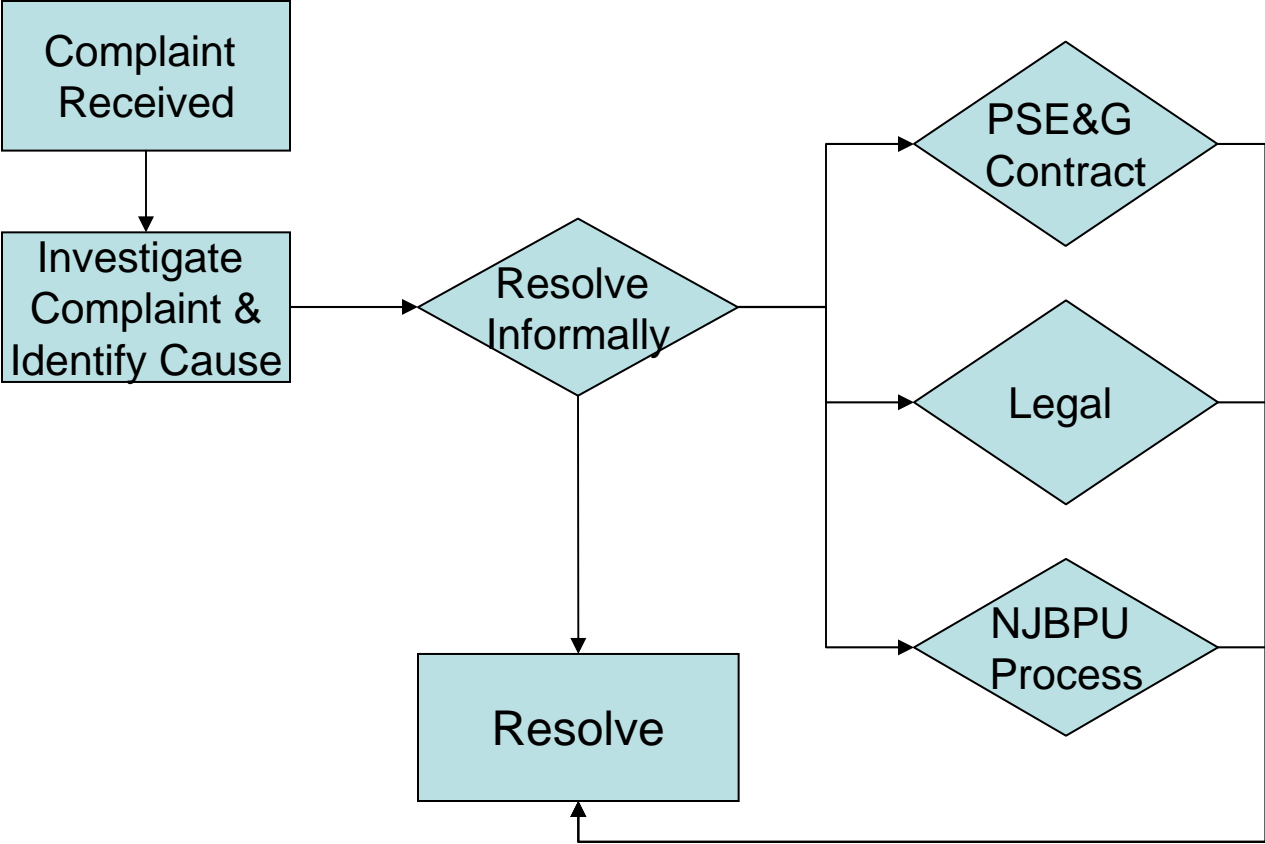 Complaint
Received
Investigate
Complaint &
Identify Cause
Resolve
Informally
PSE&G
Contract
Legal
NJBPU
Process
Resolve